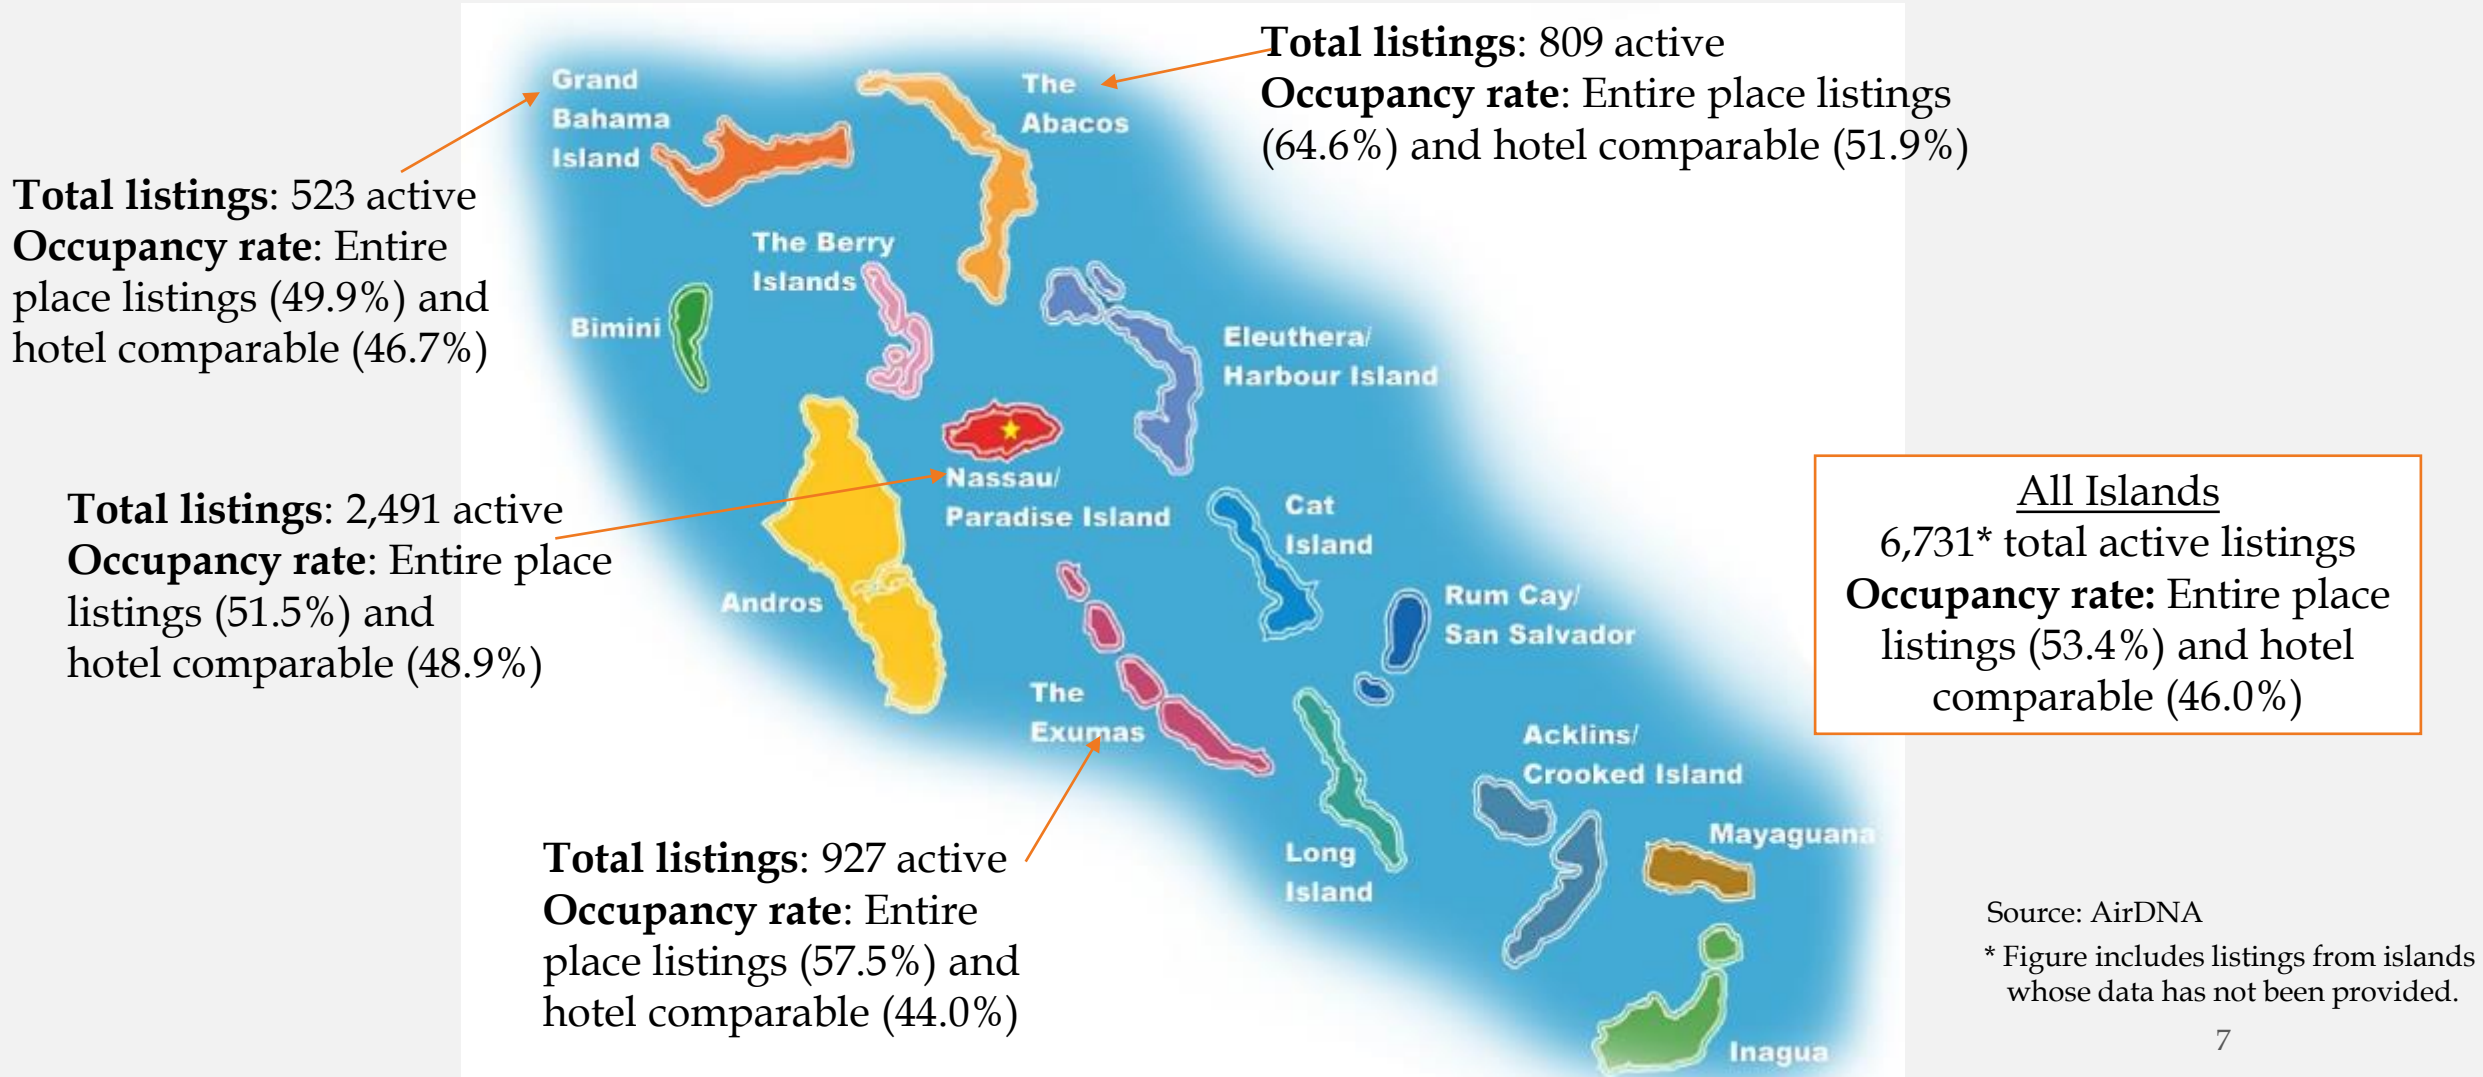 Total listings: 809 active
Occupancy rate: Entire place listings
(64.6%) and hotel comparable (51.9%)
Grand
Bahama
Island
The
Abacos
Total listings: 523 active
Occupancy rate: Entire
place listings (49.9%) and
hotel comparable (46.7%)
The Berry
Islands
Bimini
Eleuthera/
Harbour Island
Total listings: 2,491 active
Occupancy rate: Entire place
listings (51.5%) and
hotel comparable (48.9%)
Nassau/
Paradise Island
Cat
Island
Andros
Rum Cay/
San Salvador
All Islands
6,731* total active listings
Occupancy rate: Entire place
listings (53.4%) and hotel
comparable (46.0%)
The
Exumas
Acklins/
Crooked Island
Mayaguana
Long
Island
Total listings: 927 active
Occupancy rate: Entire
place listings (57.5%) and
hotel comparable (44.0%)
Inagua
Source: AirDNA
* Figure includes listings from islands
whose data has not been provided.
7